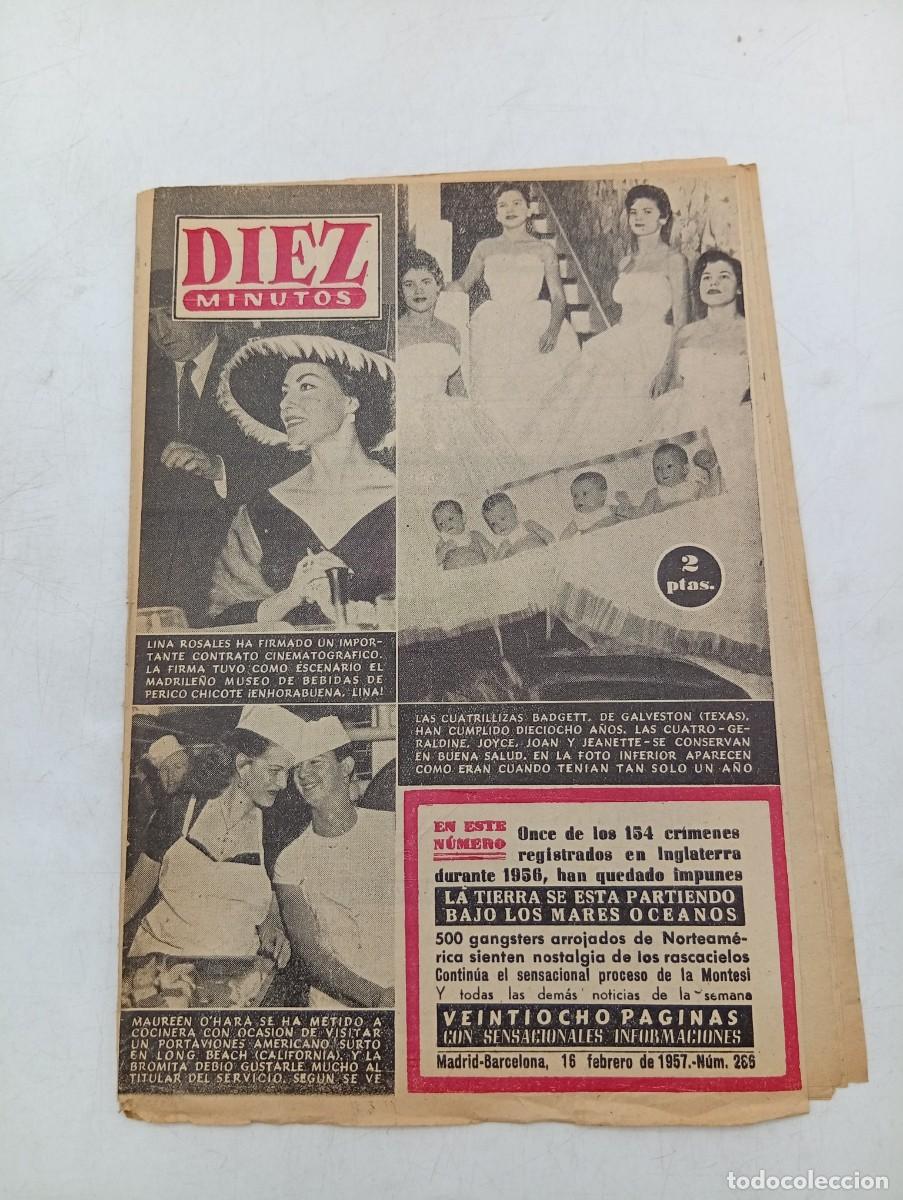 DIEZ
MINUTOS
LINA ROSALES HA FIRMADO UN IMPOR-
TANTE CONTRATO CINEMATOGRAFICO.
LA FIRMA TUVO COMO ESCENARIO EL
MADRILEÑO MUSEO DE BEBIDAS DE
PERICO CHICOTE ¡ENHORABUENA, LINA!
2
ptas.
LAS CUATRILLIZAS BADGETT, DE GALVESTON (TEXAS),
HAN CUMPLIDO DIECIOCHO AÑOS. LAS CUATRO-GE-
RALDINE, JOYCE, JOAN Y JEANETTE-SE CONSERVAN
EN BUENA SALUD. EN LA FOTO INFERIOR APARECEN
COMO ERAN CUANDO TENIAN TAN SOLO UN AÑO
MAUREEN O'HARA SE HA METIDO A
COCINERA CON OCASION DE VISITAR
UN PORTAVIONES AMERICANO SURTO
EN LONG BEACH (CALIFORNIA), Y LA
BROMITA DEBIO GUSTARLE MUCHO AL
TITULAR DEL SERVICIO, SEGUN SE VE
EN ESTE
NÚMERO
Once de los 154 crímenes
registrados en Inglaterra
durante 1956, han quedado impunes
LA TIERRA SE ESTA PARTIENDO
BAJO LOS MARES OCEANOS
500 gangsters arrojados de Norteamé-
rica sienten nostalgia de los rascacielos
Continúa el sensacional proceso de la Montesi
Y todas las demás noticias de la semana
VEINTIOCHO PAGINAS
CON SENSACIONALES INFORMACIONES
Madrid-Barcelona, 16 febrero de 1957.-Núm. 286
todocoleccion